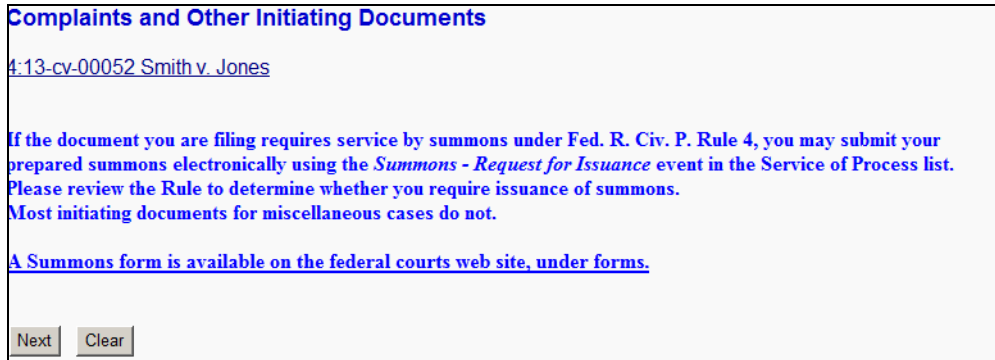 Complaints and Other Initiating Documents
4:13-cv-00052 Smith v. Jones
If the document you are filing requires service by summons under Fed. R. Civ. P. Rule 4, you may submit your
prepared summons electronically using the Summons - Request for Issuance event in the Service of Process list.
Please review the Rule to determine whether you require issuance of summons.
Most initiating documents for miscellaneous cases do not.
A Summons form is available on the federal courts web site, under forms.
Next Clear